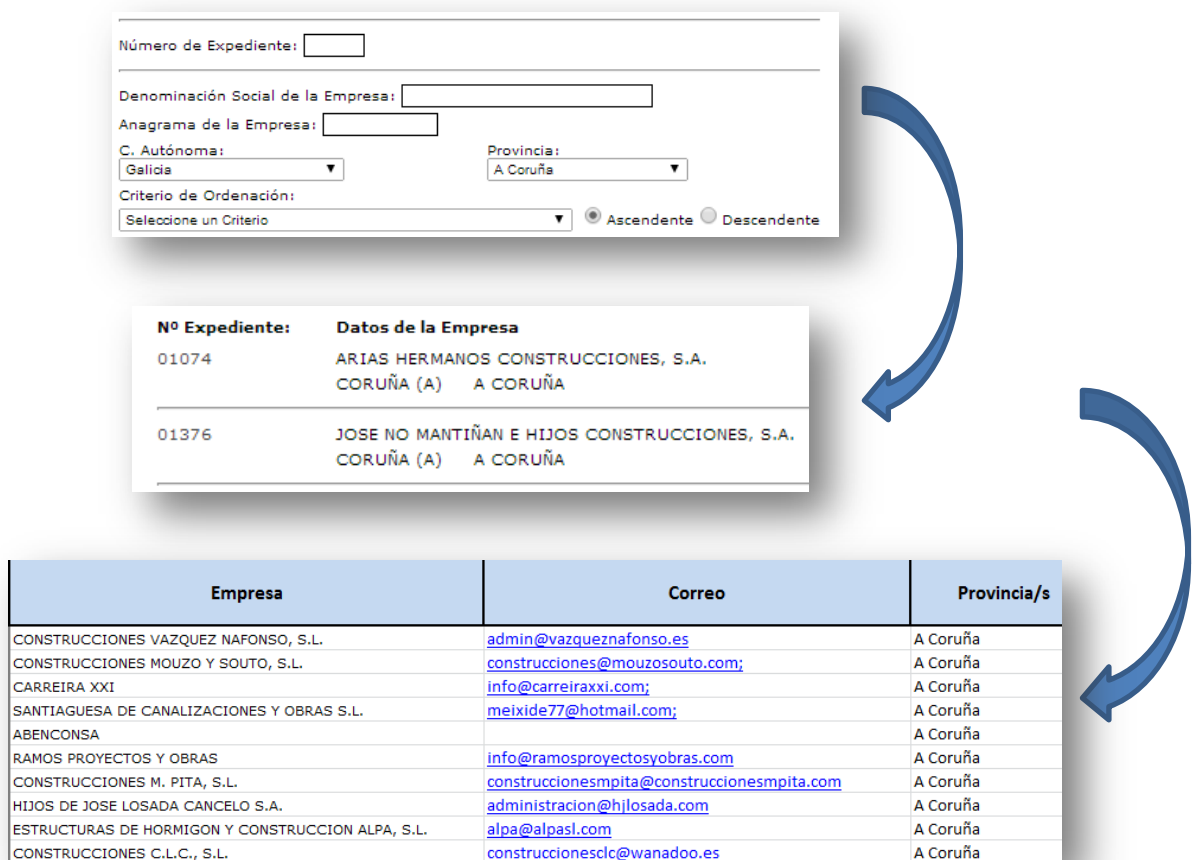 Número de Expediente:
Denominación Social de la Empresa:
Anagrama de la Empresa:
C. Autónoma: Provincia:
Galicia A Coruña
Criterio de Ordenación:
Seleccione un Criterio Ascendente Descendente
Nº Expediente: Datos de la Empresa
01074 ARIAS HERMANOS CONSTRUCCIONES, S.A.
CORUÑA (A) A CORUÑA
01376 JOSE NO MANTIÑAN E HIJOS CONSTRUCCIONES, S.A.
CORUÑA (A) A CORUÑA
Empresa Correo Provincia/s
CONSTRUCCIONES VAZQUEZ NAFONSO, S.L. admin@vazqueznafonso.es A Coruña
CONSTRUCCIONES MOUZO Y SOUTO, S.L. construcciones@mouzosouto.com; A Coruña
CARREIRA XXI info@carreiraxxi.com; A Coruña
SANTIAGUESA DE CANALIZACIONES Y OBRAS S.L. meixide77@hotmail.com; A Coruña
ABENCONSA A Coruña
RAMOS PROYECTOS Y OBRAS info@ramosproyectosyobras.com A Coruña
CONSTRUCCIONES M. PITA, S.L. construccionesmpita@construccionesmpita.com A Coruña
HIJOS DE JOSE LOSADA CANCELO S.A. administracion@hjlosada.com A Coruña
ESTRUCTURAS DE HORMIGON Y CONSTRUCCION ALPA, S.L. alpa@alpasl.com A Coruña
CONSTRUCCIONES C.L.C., S.L. construccionesclc@wanadoo.es A Coruña